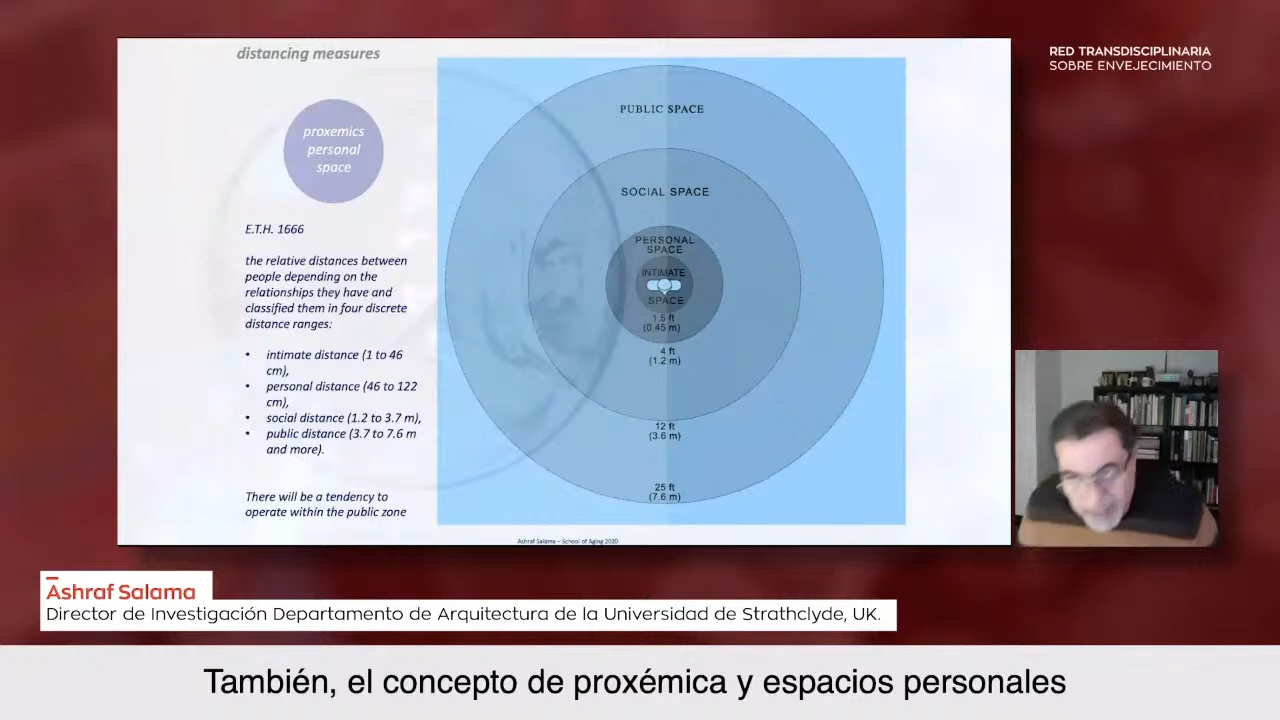 distancing measures
RED TRANSDISCIPLINARIA
SOBRE ENVEJECIMIENTO
proxemics
personal
space
E.T.H. 1666
the relative distances between
people depending on the
relationships they have and
classified them in four discrete
distance ranges:
• intimate distance (1 to 46
cm),
• personal distance (46 to 122
cm),
• social distance (1.2 to 3.7 m),
• public distance (3.7 to 7.6 m
and more).
There will be a tendency to
operate within the public zone
PUBLIC SPACE
SOCIAL SPACE
PERSONAL
SPACE
INTIMATE
SPACE
1.5 ft
(0.45 m)
4 ft
(1.2 m)
12 ft
(3.6 m)
25 ft
(7.6 m)
Ashraf Salama – School of Aging 2020
Ashraf Salama
Director de Investigación Departamento de Arquitectura de la Universidad de Strathclyde, UK.
También, el concepto de proxémica y espacios personales